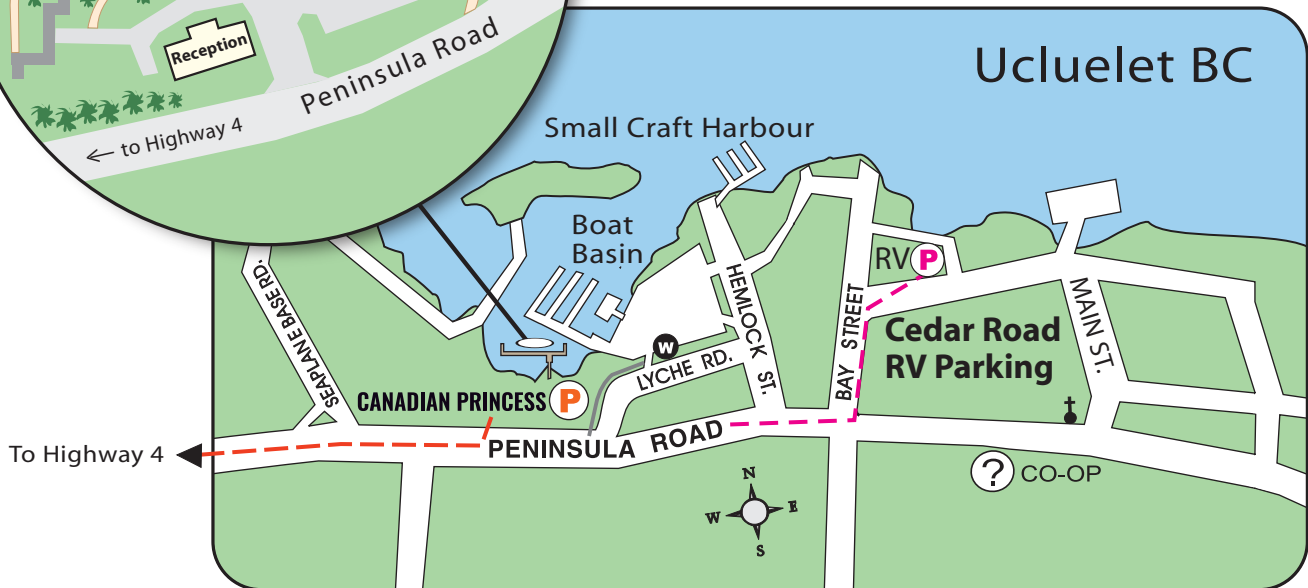 Reception
Peninsula Road
← to Highway 4
Ucluelet BC
Small Craft Harbour
Boat
Basin
RV P
SEAPLANE BASE RD.
HEMLOCK ST.
BAY STREET
MAIN ST.
Cedar Road
RV Parking
W
LYCHE RD.
CANADIAN PRINCESS P
PENINSULA ROAD
To Highway 4
? CO-OP
N
W E
S